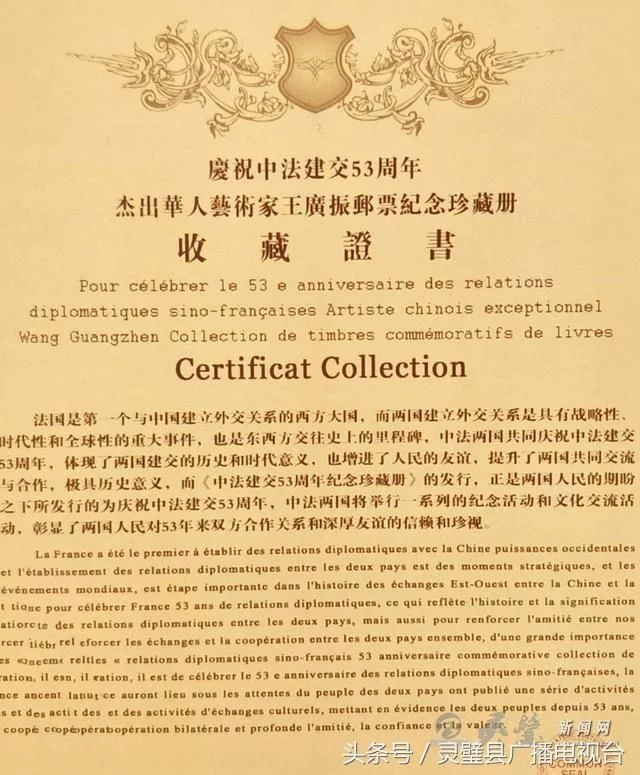 慶祝中法建交53周年
杰出華人藝術家王廣振郵票紀念珍藏册
收藏證書
Pour célébrer le 53 e anniversaire des relations
diplomatiques sino-françaises Artiste chinois exceptionnel
Wang Guangzhen Collection de timbres commémoratifs de livres
Certificat Collection
法国是第一个与中国建立外交关系的西方大国，而两国建立外交关系是具有战略性、
时代性和全球性的重大事件，也是东西方交往史上的里程碑，中法两国共同庆祝中法建交
53周年，体现了两国建交的历史和时代意义，也增进了人民的友谊，提升了两国共同交流
与合作，极具历史意义，而《中法建交53周年纪念珍藏册》的发行，正是两国人民的期盼
之下所发行的为庆祝中法建交53周年，中法两国将举行一系列的纪念活动和文化交流活
动，彰显了两国人民对53年来双方合作关系和深厚友谊的信赖和珍视。
La France a été le premier à établir des relations diplomatiques avec la Chine puissances occidentales
et l'établissement des relations diplomatiques entre les deux pays est des moments stratégiques, et les
événements mondiaux, est étape importante dans l'histoire des échanges Est-Ouest entre la Chine et la
pour célébrer France 53 ans de relations diplomatiques, ce qui reflète l'histoire et la signification
des relations diplomatiques entre les deux pays, mais aussi pour renforcer l'amitié entre nos
eforcer les échanges et la coopération entre les deux pays ensemble, d'une grande importance
« relations diplomatiques sino-français 53 anniversaire commemorative collection de
il est de célébrer le 53 e anniversaire des relations diplomatiques sino-françaises, la
auront lieu sous les attentes du peuple deux pays ont publié une série d'activités
et des activités d'échanges culturels, mettant en évidence les deux peuples depuis 53 ans,
bilatérale et profonde l'amitié, la confiance et la valeur.
新闻网
头条号/灵璧县广播电视台
COMMON
SEAL